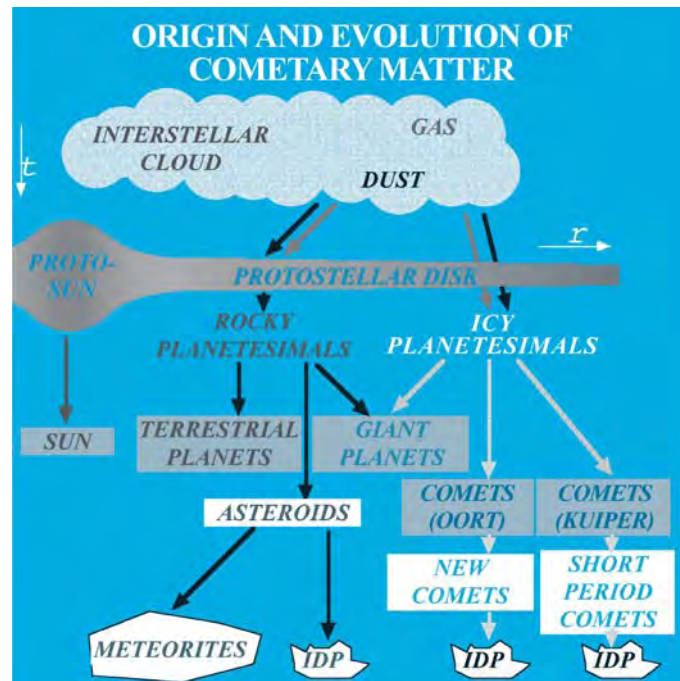 ORIGIN AND EVOLUTION OF
COMETARY MATTER
INTERSTELLAR
CLOUD
GAS
DUST
t
r
PROTO-
SUN
PROTOSTELLAR DISK
ROCKY
PLANETESIMALS
ICY
PLANETESIMALS
SUN
TERRESTRIAL
PLANETS
GIANT
PLANETS
ASTEROIDS
COMETS
(OORT)
COMETS
(KUIPER)
NEW
COMETS
SHORT
PERIOD
COMETS
METEORITES
IDP
IDP
IDP